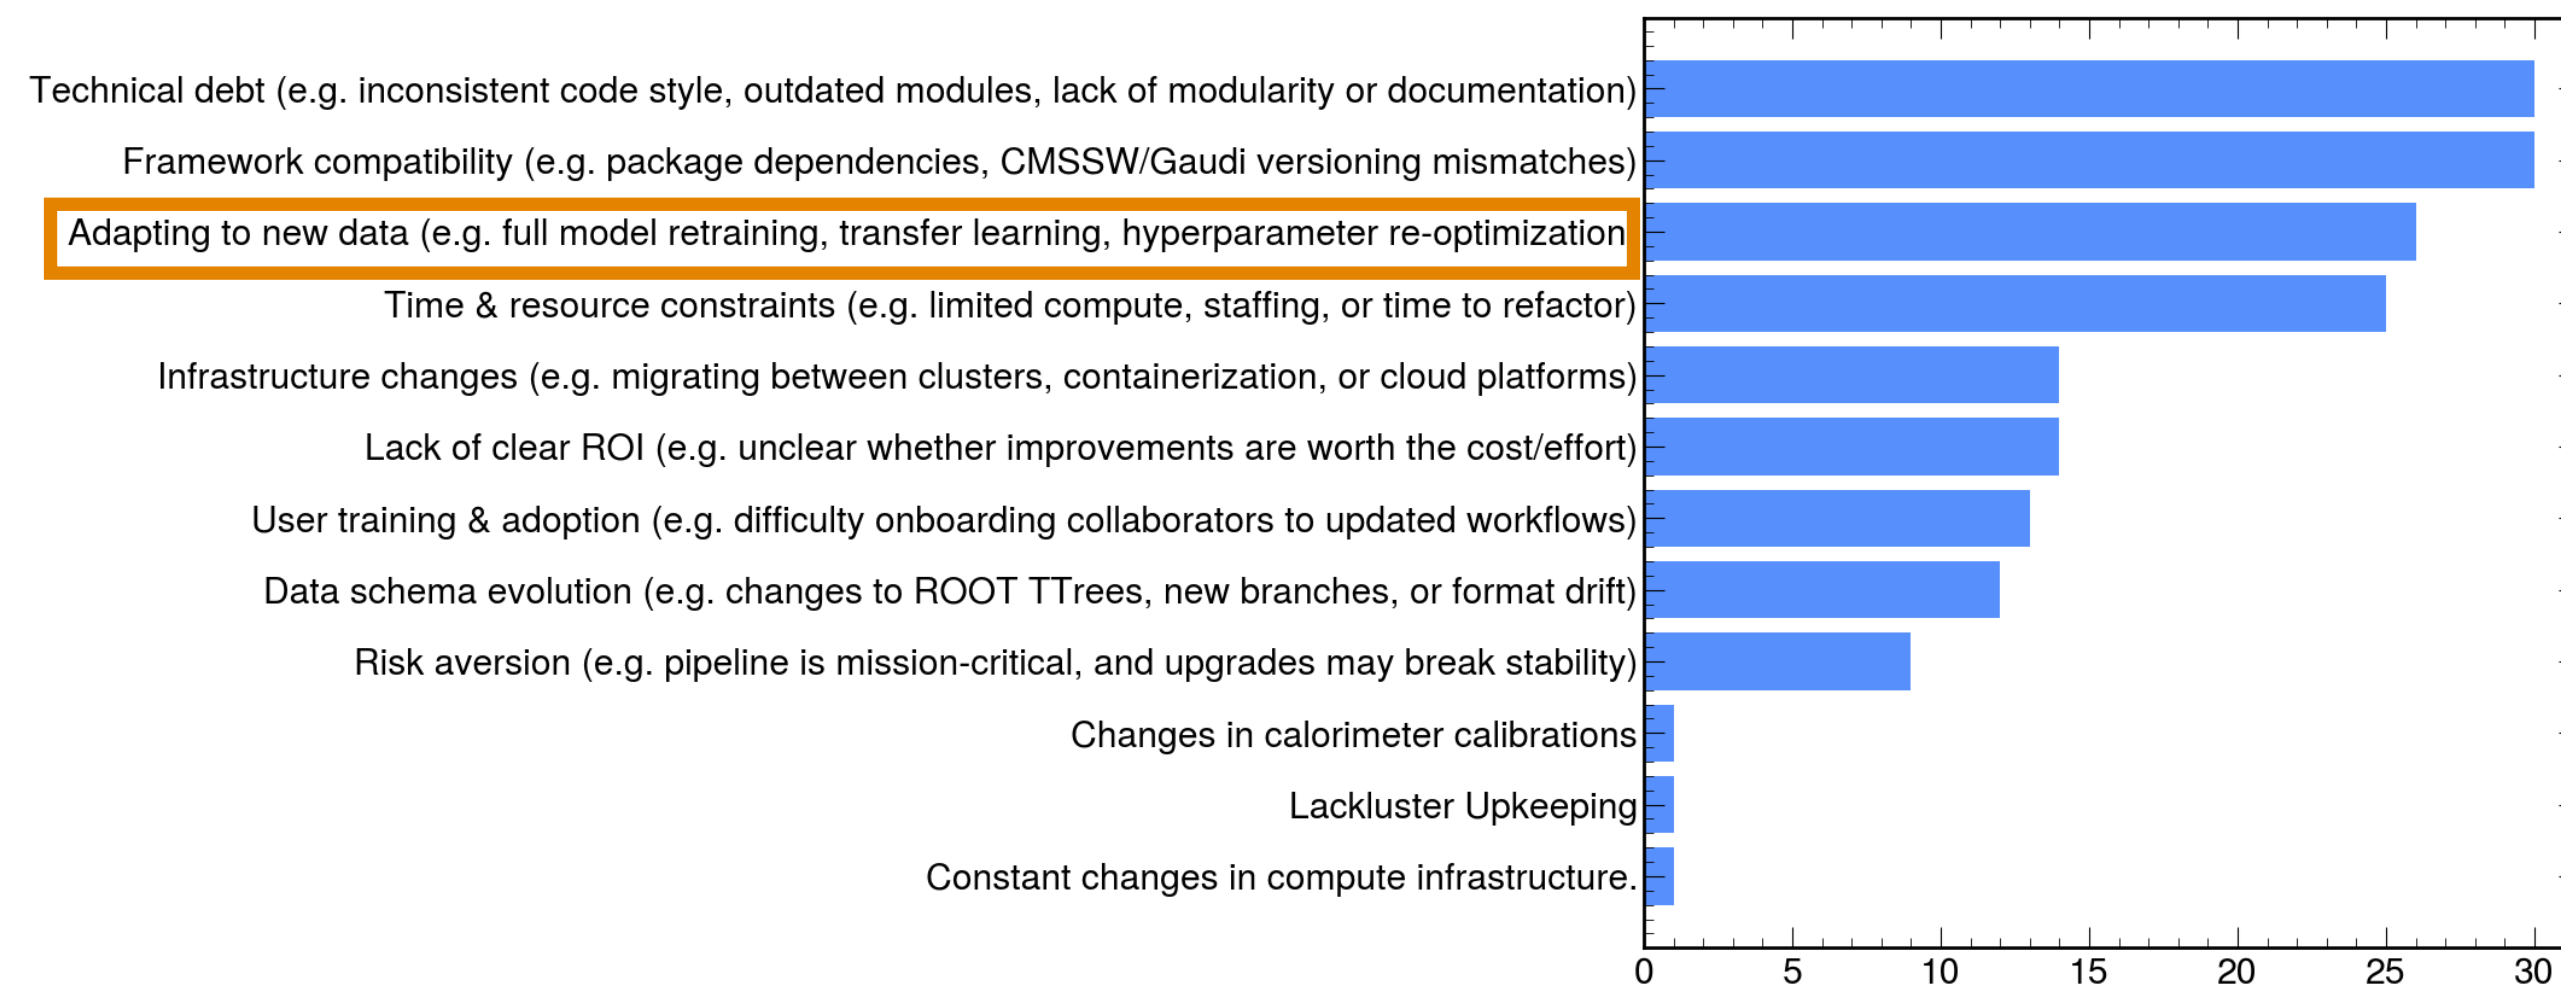 Technical debt (e.g. inconsistent code style, outdated modules, lack of modularity or documentation)
Framework compatibility (e.g. package dependencies, CMSSW/Gaudi versioning mismatches)
Adapting to new data (e.g. full model retraining, transfer learning, hyperparameter re-optimization
Time & resource constraints (e.g. limited compute, staffing, or time to refactor)
Infrastructure changes (e.g. migrating between clusters, containerization, or cloud platforms)
Lack of clear ROI (e.g. unclear whether improvements are worth the cost/effort)
User training & adoption (e.g. difficulty onboarding collaborators to updated workflows)
Data schema evolution (e.g. changes to ROOT TTrees, new branches, or format drift)
Risk aversion (e.g. pipeline is mission-critical, and upgrades may break stability)
Changes in calorimeter calibrations
Lackluster Upkeeping
Constant changes in compute infrastructure.
0 5 10 15 20 25 30